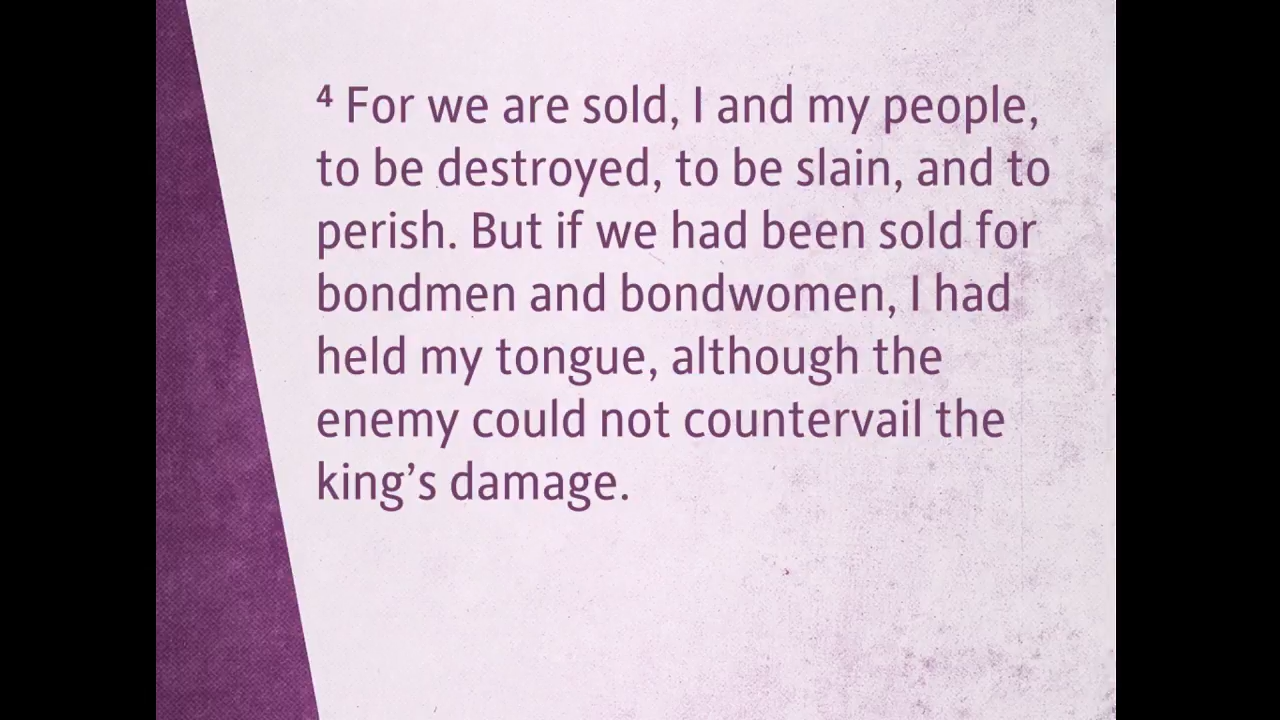 ⁴ For we are sold, I and my people,
to be destroyed, to be slain, and to
perish. But if we had been sold for
bondmen and bondwomen, I had
held my tongue, although the
enemy could not countervail the
king’s damage.